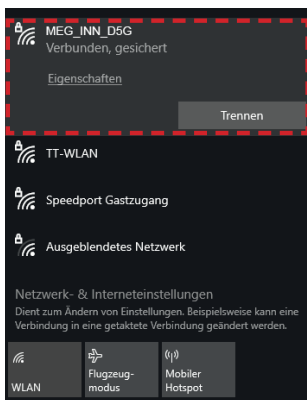 MEG_INN_D5G
Verbunden, gesichert
Eigenschaften
Trennen
TT-WLAN
Speedport Gastzugang
Ausgeblendetes Netzwerk
Netzwerk- & Interneteinstellungen
Dient zum Ändern von Einstellungen. Beispielsweise kann eine
Verbindung in eine getaktete Verbindung geändert werden.
WLAN
Flugzeug-
modus
Mobiler
Hotspot